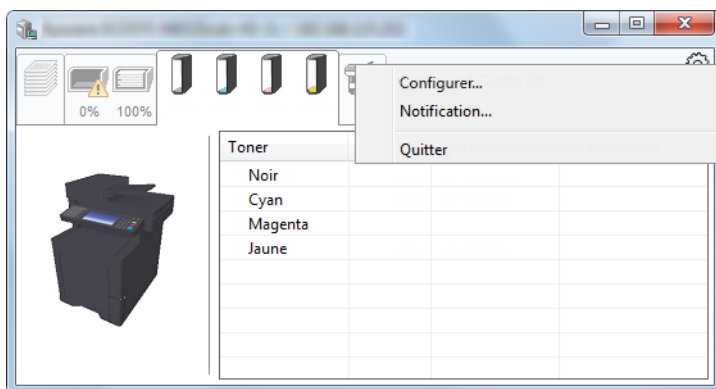 Configurer...
0% 100%
Notification...
Toner
Quitter
Noir
Cyan
Magenta
Jaune